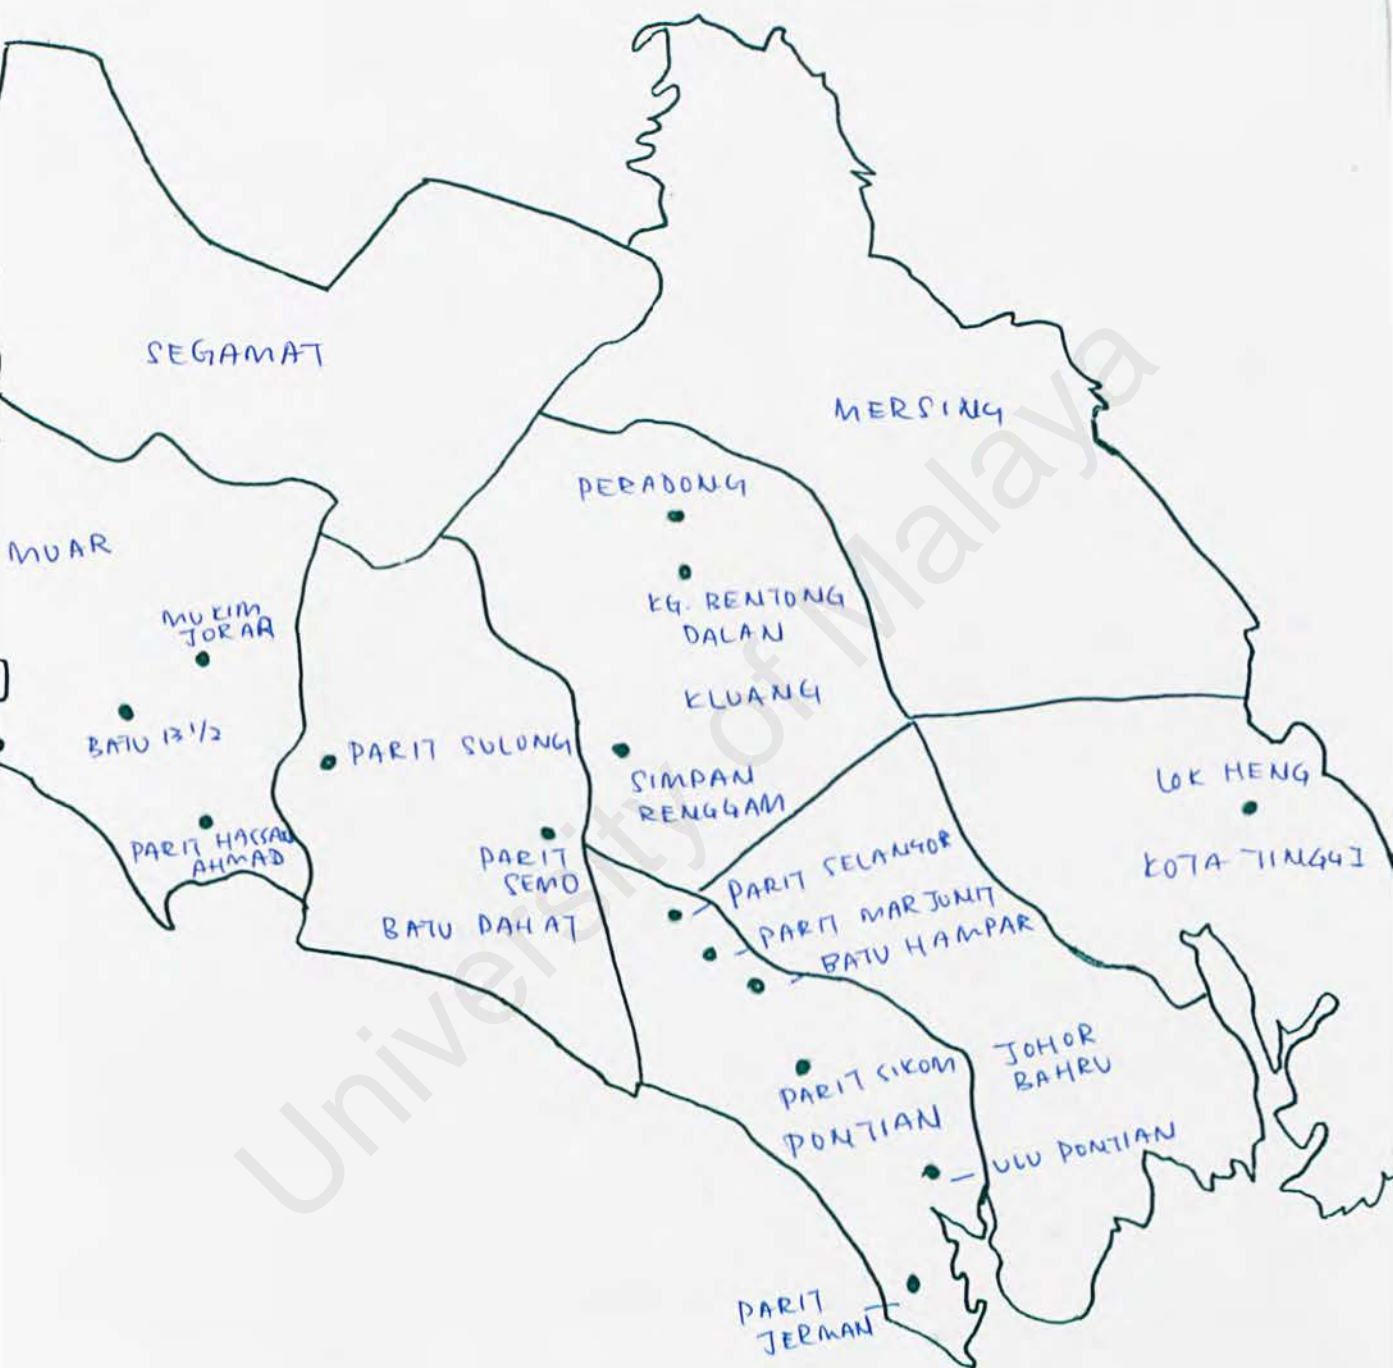 SEGAMAT
MERSING
PERADONG
MUAR
KG. RENTONG
DALAN
MUKIM
JORAA
KLUANG
BATU 13 1/2
PARIT SULONG
SIMPAN
RENGGAM
LOK HENG
KOTA TINGGI
PARIT HASSAN
AHMAD
PARIT
SEMO
BATU DAHAT
PARIT SELANGOR
PARIT MARJUNIT
BATU HAMPAR
JOHOR
BAHRU
PARIT SIKOM
PONTIAN
ULU PONTIAN
PARIT
JERMAN
University of Malaya